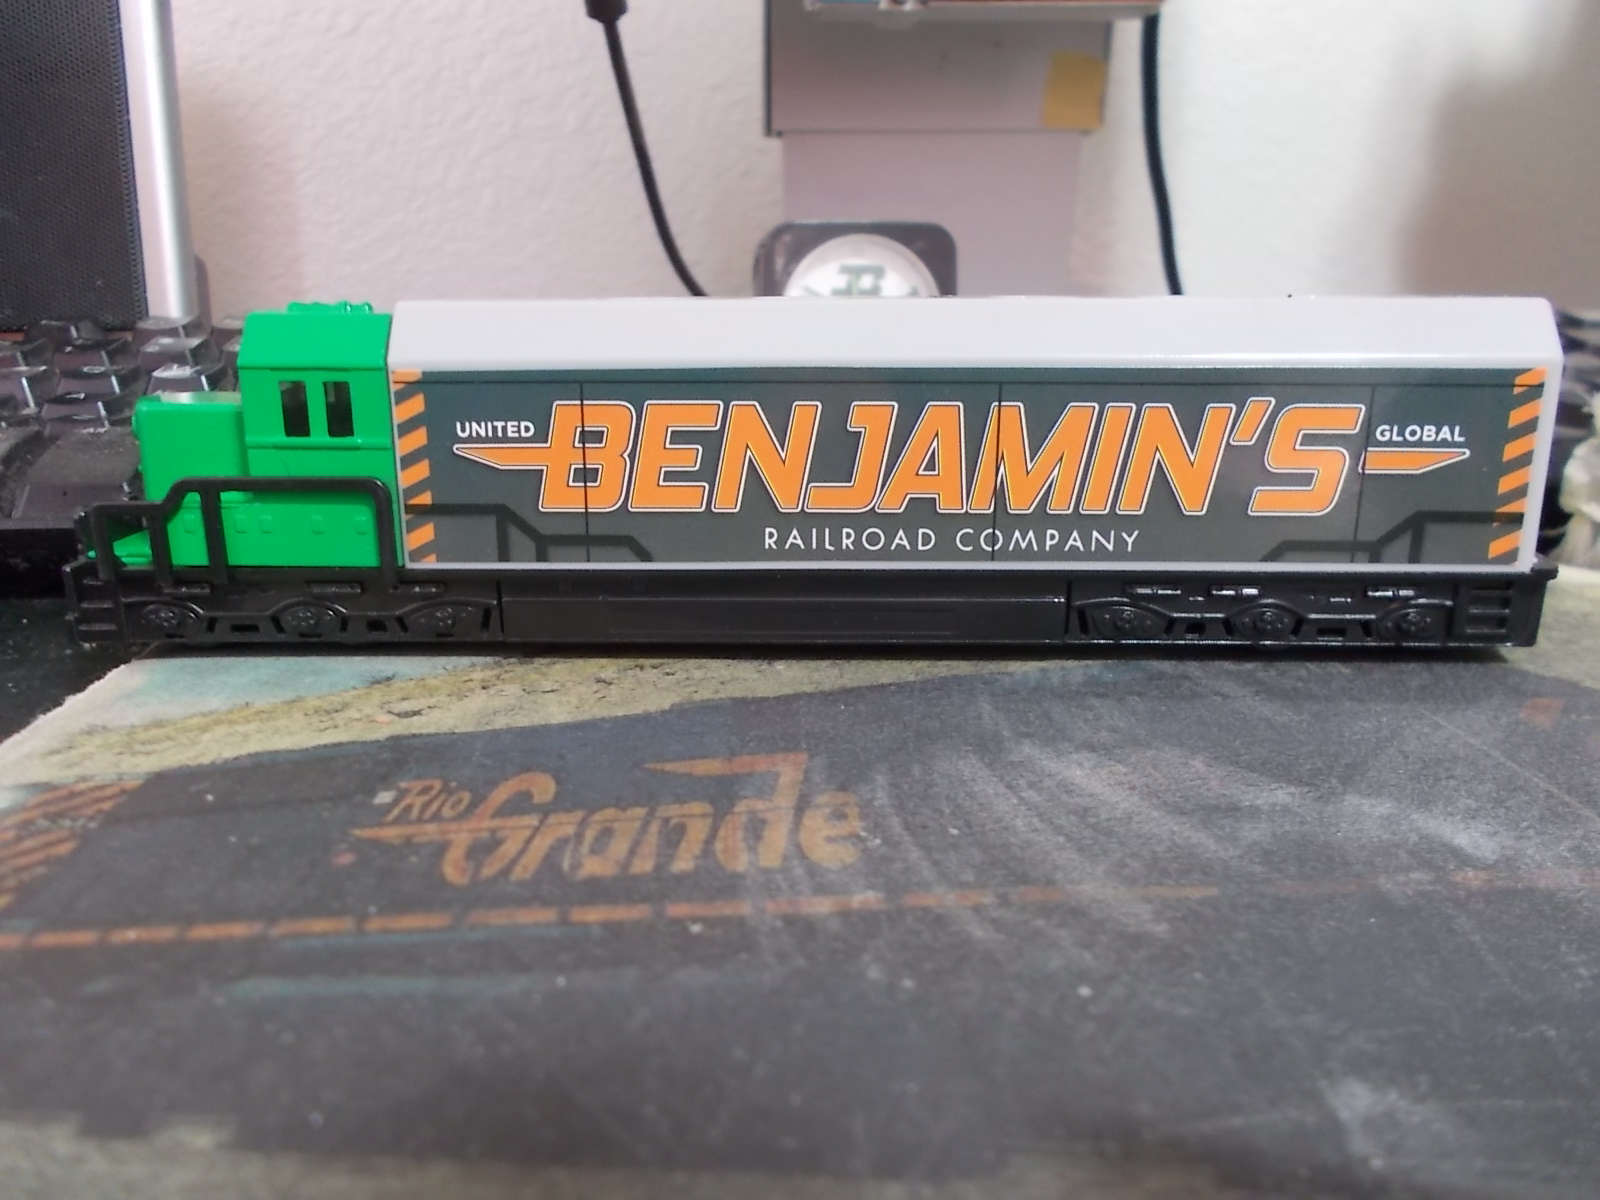 UNITED BENJAMIN'S GLOBAL
RAILROAD COMPANY
Rio Grande